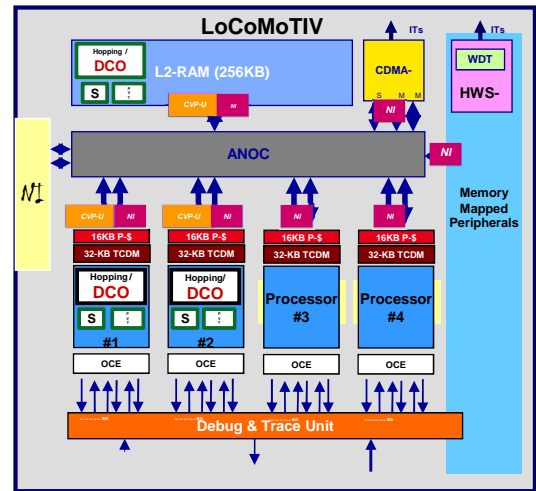 LoCoMoTIV
ITs
ITs
Hopping /
DCO
S
L2-RAM (256KB)
CVP-U
NI
CDMA-
S M M
NI
WDT
HWS-
NI
ANOC
NI
Memory
Mapped
Peripherals
CVP-U
NI
CVP-U
NI
NI
NI
16KB P-$
16KB P-$
16KB P-$
16KB P-$
32-KB TCDM
32-KB TCDM
32-KB TCDM
32-KB TCDM
Hopping/
DCO
S
#1
Hopping/
DCO
S
#2
Processor
#3
Processor
#4
OCE
OCE
OCE
OCE
Debug & Trace Unit